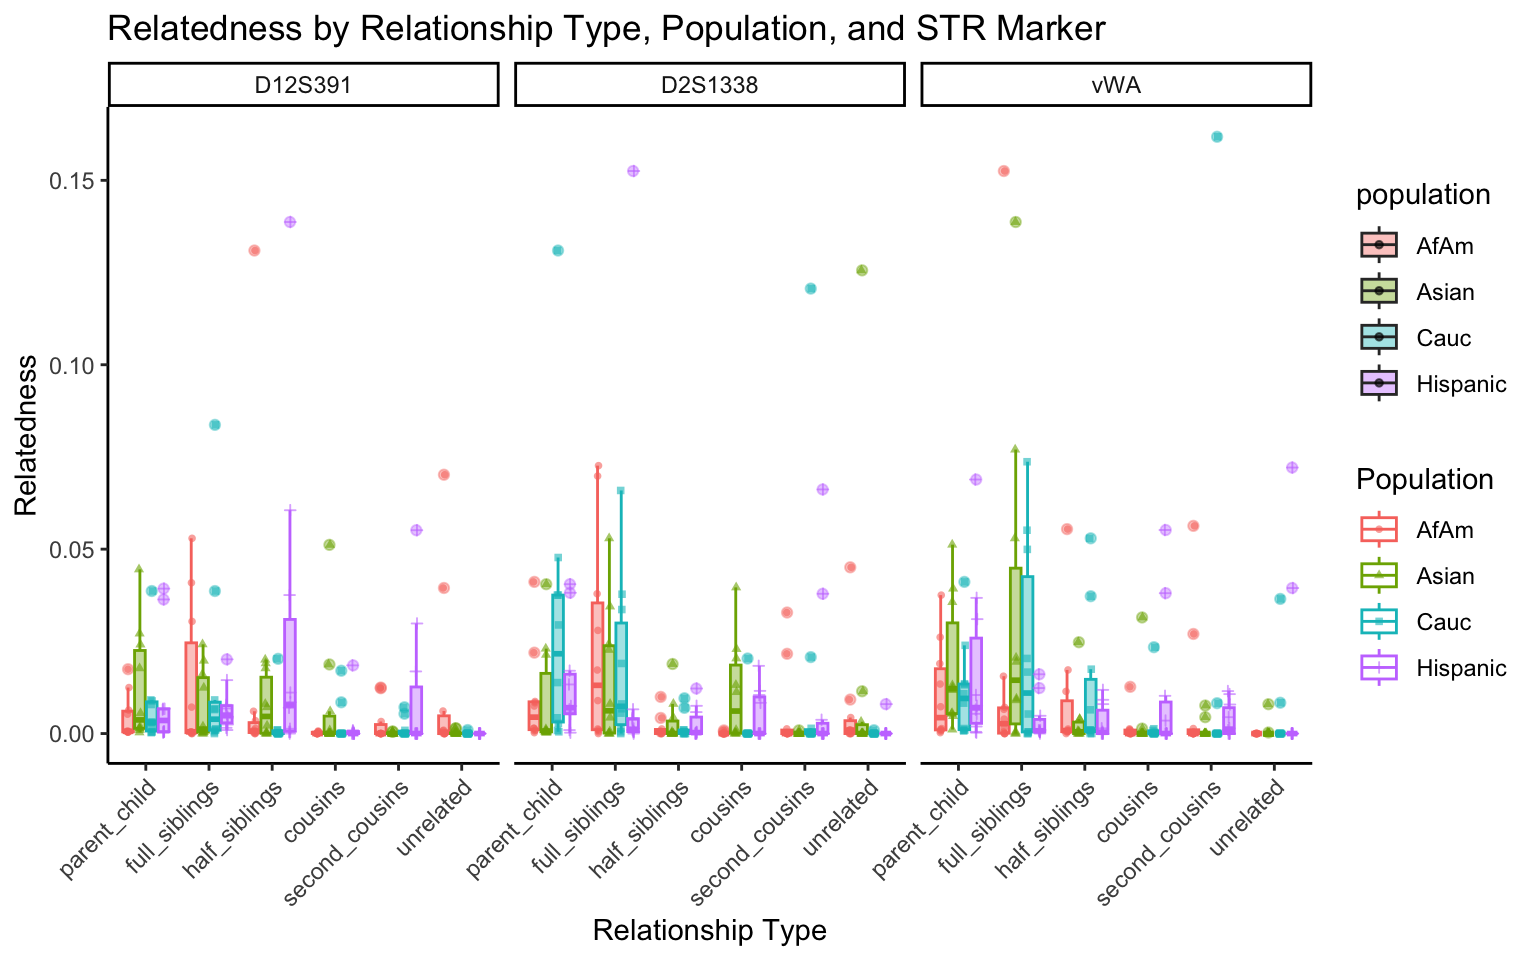 Relatedness by Relationship Type, Population, and STR Marker
D12S391
D2S1338
vWA
Relatedness
0.15
0.10
0.05
0.00
parent_child
full_siblings
half_siblings
cousins
second_cousins
unrelated
parent_child
full_siblings
half_siblings
cousins
second_cousins
unrelated
parent_child
full_siblings
half_siblings
cousins
second_cousins
unrelated
Relationship Type
population
AfAm
Asian
Cauc
Hispanic
Population
AfAm
Asian
Cauc
Hispanic